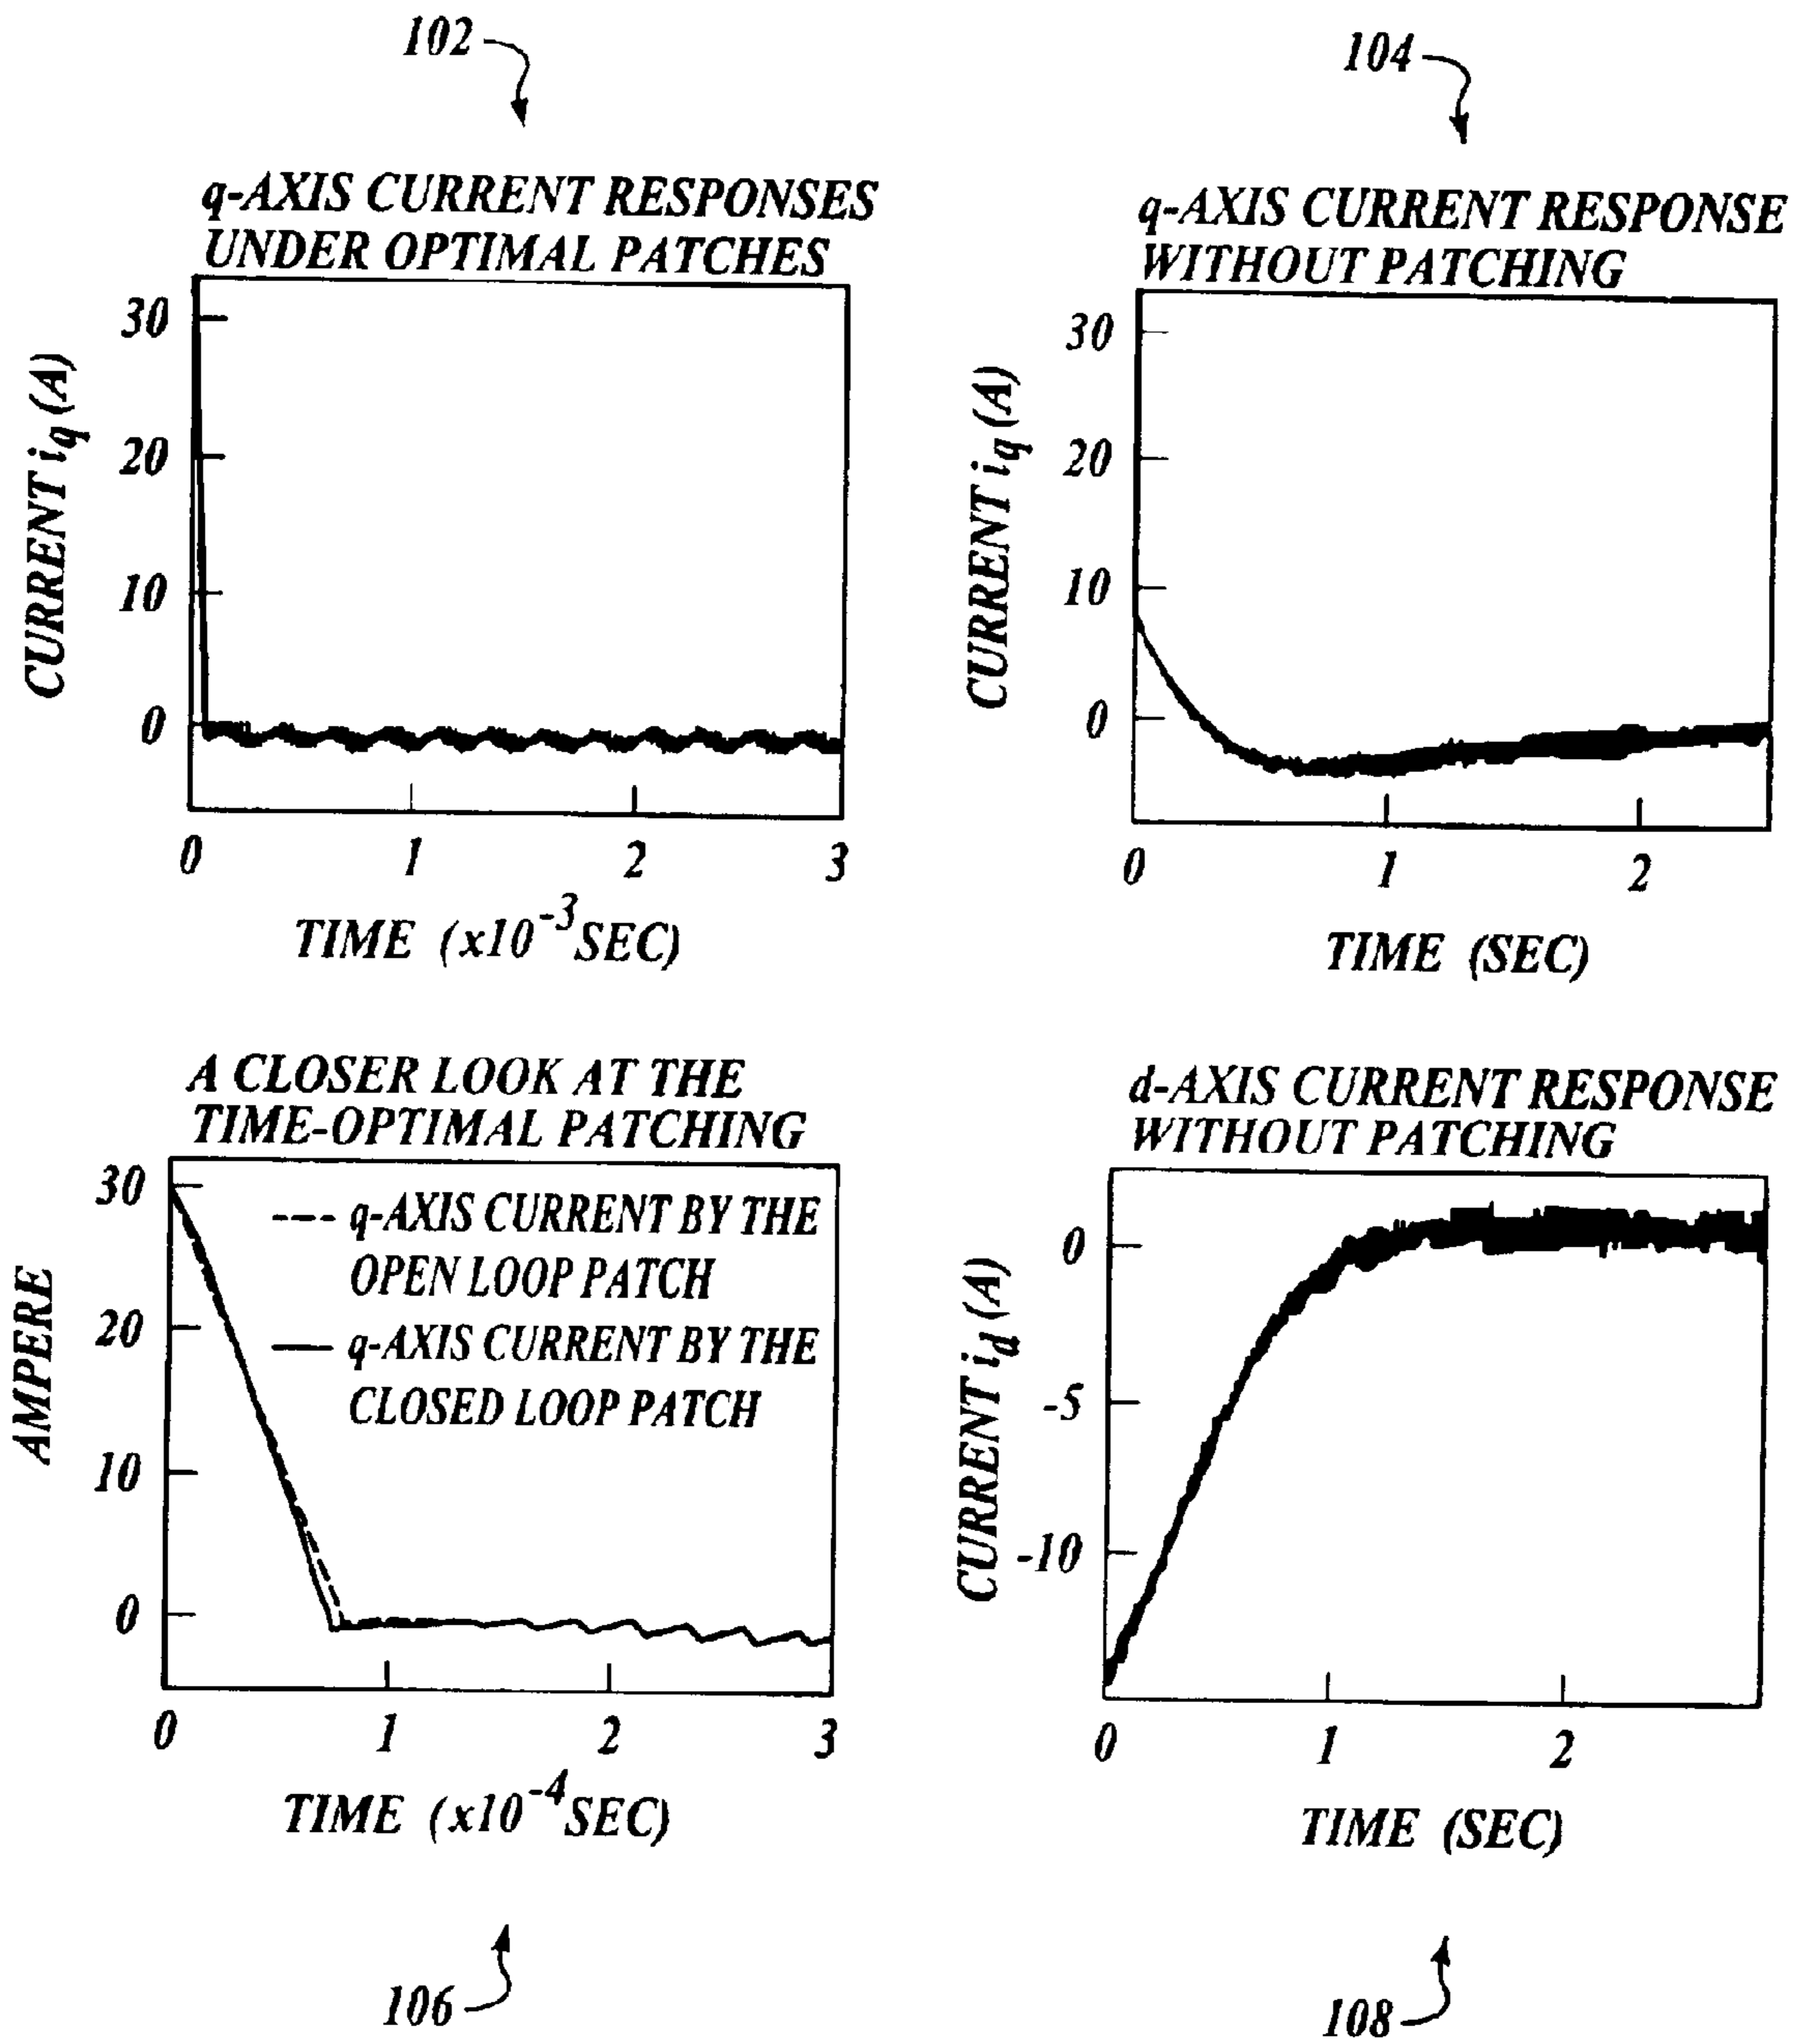 102
q-AXIS CURRENT RESPONSES
UNDER OPTIMAL PATCHES
CURRENT iq (A)
30
20
10
0
0 1 2 3
TIME (x10-3SEC)
104
q-AXIS CURRENT RESPONSE
WITHOUT PATCHING
CURRENT iq (A)
30
20
10
0
0 1 2
TIME (SEC)
A CLOSER LOOK AT THE
TIME-OPTIMAL PATCHING
AMPERE
30
20
10
0
--- q-AXIS CURRENT BY THE
OPEN LOOP PATCH
— q-AXIS CURRENT BY THE
CLOSED LOOP PATCH
0 1 2 3
TIME (x10-4SEC)
106
d-AXIS CURRENT RESPONSE
WITHOUT PATCHING
CURRENT id (A)
0
-5
-10
0 1 2
TIME (SEC)
108